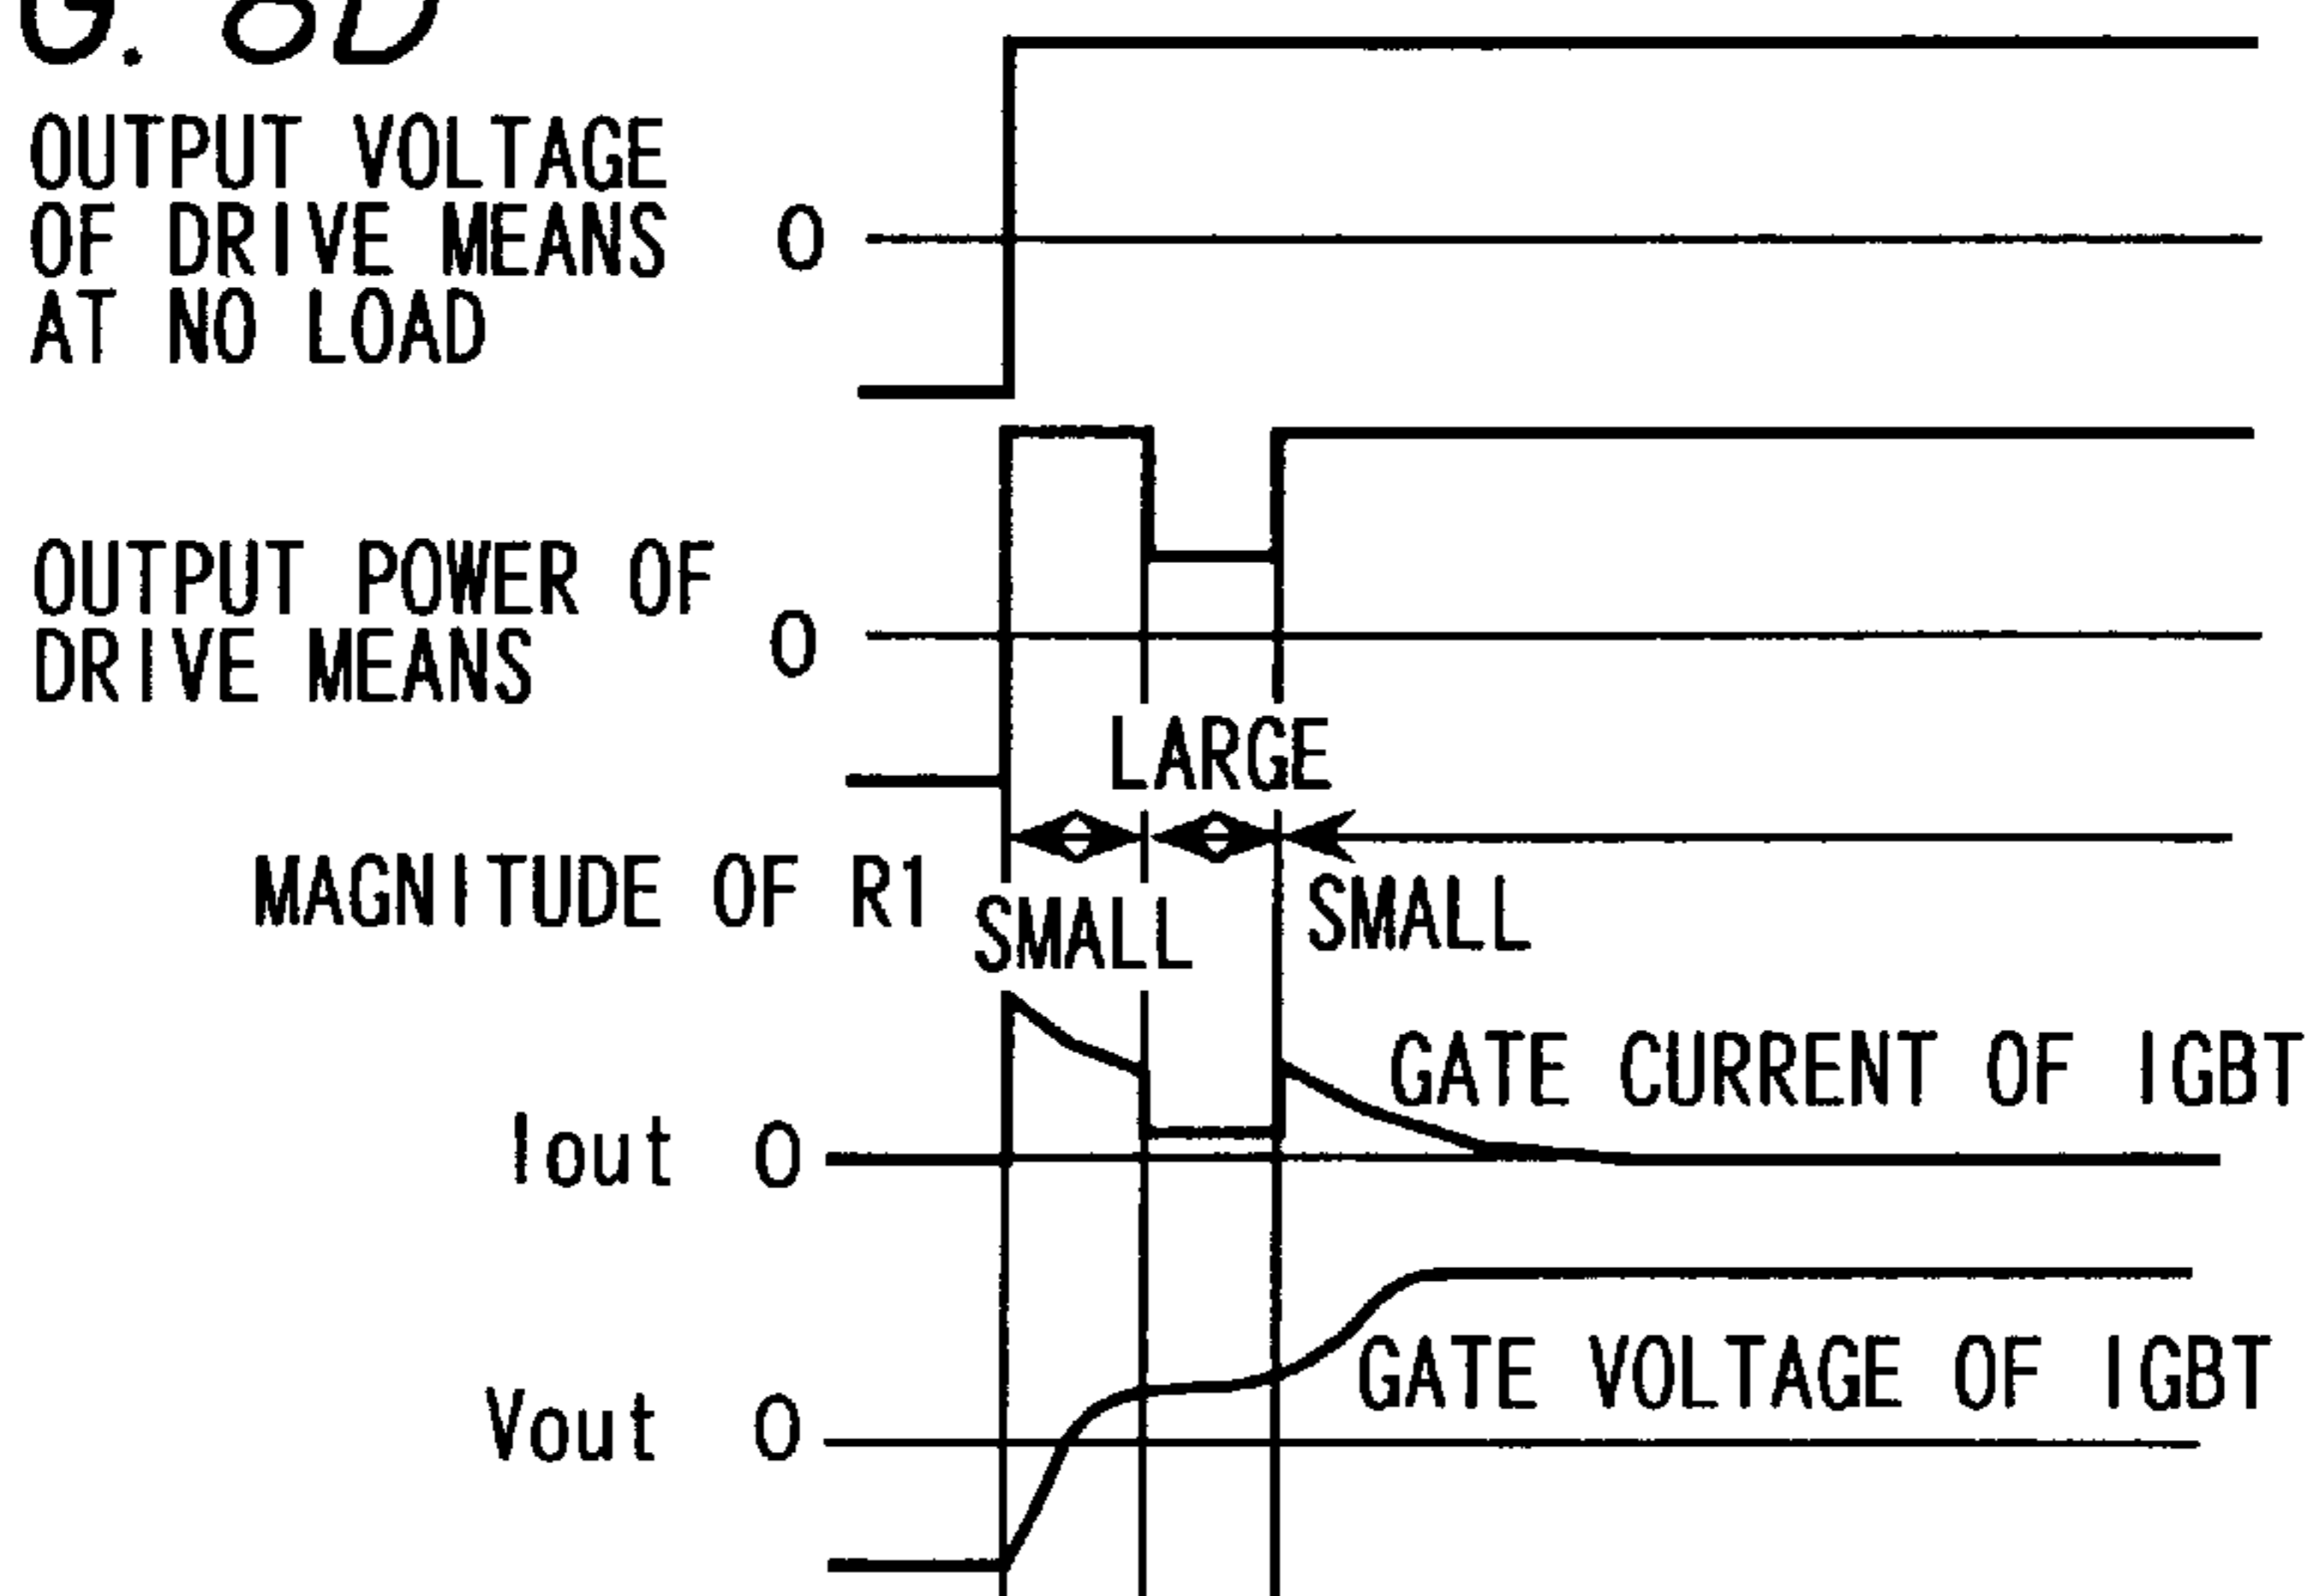 G. 8D
OUTPUT VOLTAGE
OF DRIVE MEANS
AT NO LOAD
0
OUTPUT POWER OF
DRIVE MEANS
0
LARGE
MAGNITUDE OF R1
SMALL
SMALL
GATE CURRENT OF IGBT
Iout 0
GATE VOLTAGE OF IGBT
Vout 0